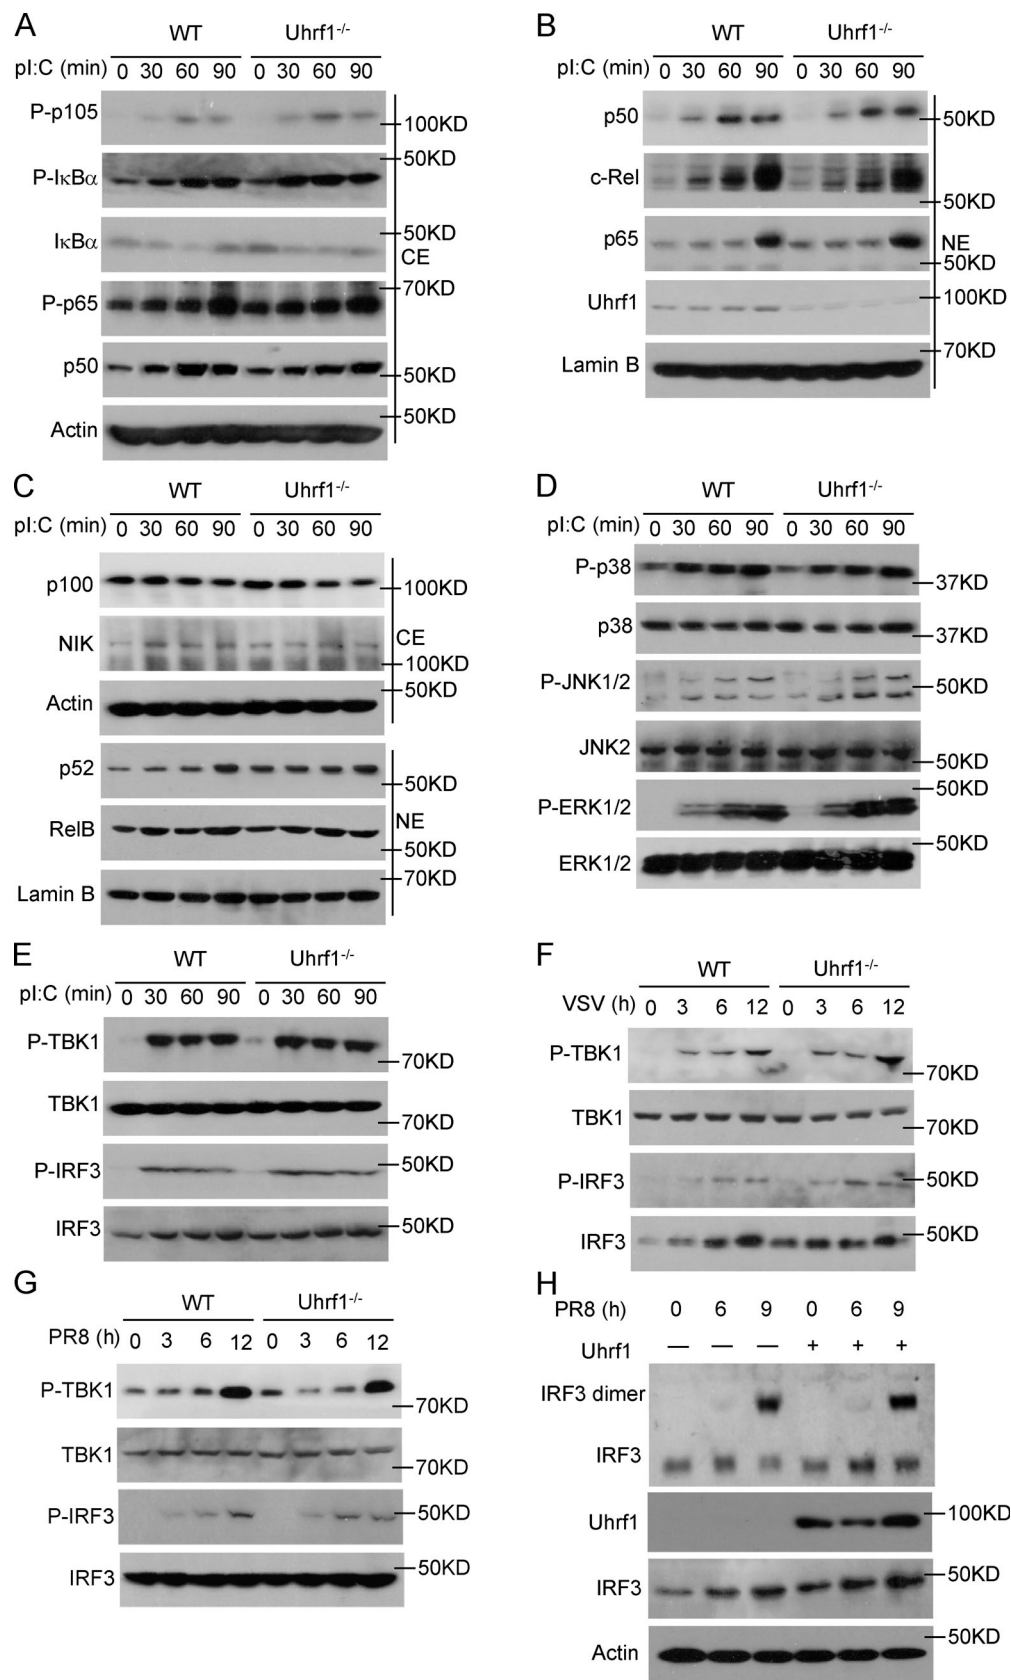 A
WT Uhrf1-/-
pI:C (min) 0 30 60 90 0 30 60 90
P-p105
100KD
50KD
P-IκBα
50KD
IκBα
CE
70KD
P-p65
p50
50KD
50KD
Actin
B
WT Uhrf1-/-
pI:C (min) 0 30 60 90 0 30 60 90
p50
50KD
c-Rel
50KD
p65
NE
50KD
100KD
Uhrf1
70KD
Lamin B
C
WT Uhrf1-/-
pI:C (min) 0 30 60 90 0 30 60 90
p100
100KD
NIK
CE
100KD
50KD
Actin
p52
50KD
RelB
NE
50KD
70KD
Lamin B
D
WT Uhrf1-/-
pI:C (min) 0 30 60 90 0 30 60 90
P-p38
37KD
p38
37KD
P-JNK1/2
50KD
JNK2
50KD
50KD
P-ERK1/2
50KD
ERK1/2
E
WT Uhrf1-/-
pI:C (min) 0 30 60 90 0 30 60 90
P-TBK1
70KD
TBK1
70KD
P-IRF3
50KD
IRF3
50KD
F
WT Uhrf1-/-
VSV (h) 0 3 6 12 0 3 6 12
P-TBK1
70KD
TBK1
70KD
P-IRF3
50KD
IRF3
50KD
G
WT Uhrf1-/-
PR8 (h) 0 3 6 12 0 3 6 12
P-TBK1
70KD
TBK1
70KD
P-IRF3
50KD
IRF3
50KD
H
PR8 (h) 0 6 9 0 6 9
Uhrf1 — — — + + +
IRF3 dimer
IRF3
Uhrf1
100KD
IRF3
50KD
50KD
Actin